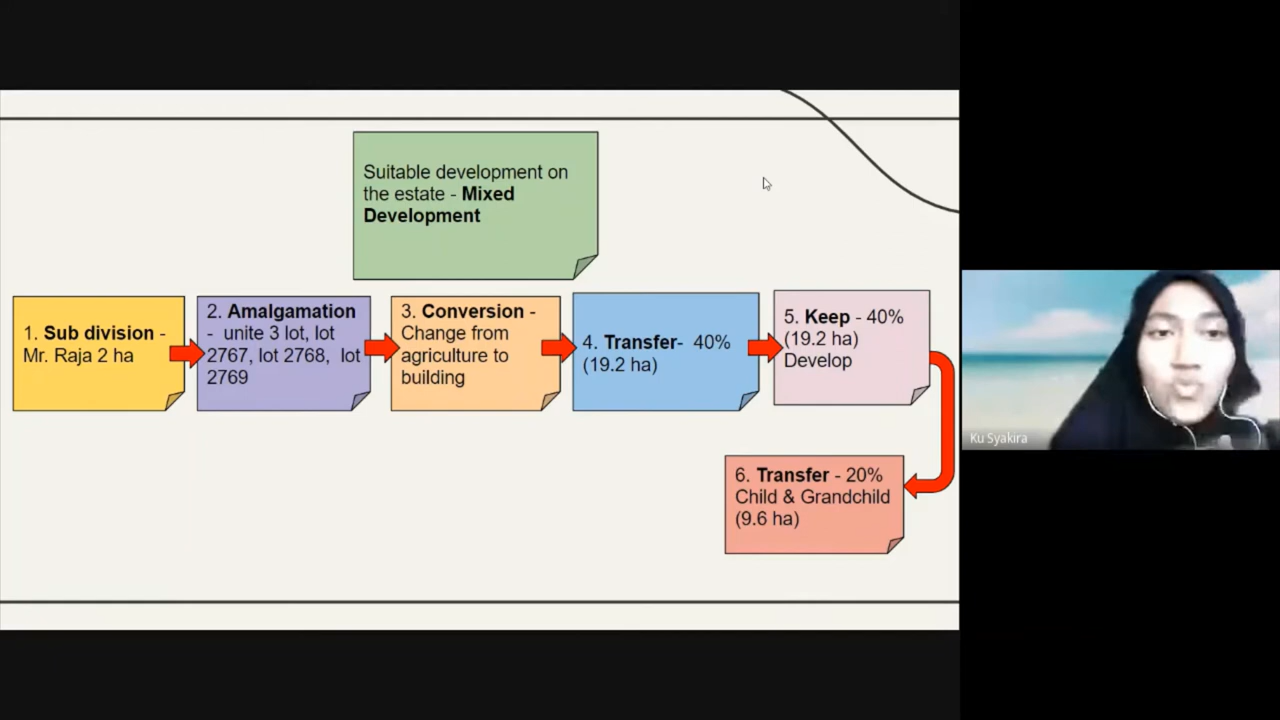 Suitable development on
the estate - Mixed
Development
1. Sub division -
Mr. Raja 2 ha
2. Amalgamation
- unite 3 lot, lot
2767, lot 2768, lot
2769
3. Conversion -
Change from
agriculture to
building
4. Transfer- 40%
(19.2 ha)
5. Keep - 40%
(19.2 ha)
Develop
6. Transfer - 20%
Child & Grandchild
(9.6 ha)
Ku Syakira